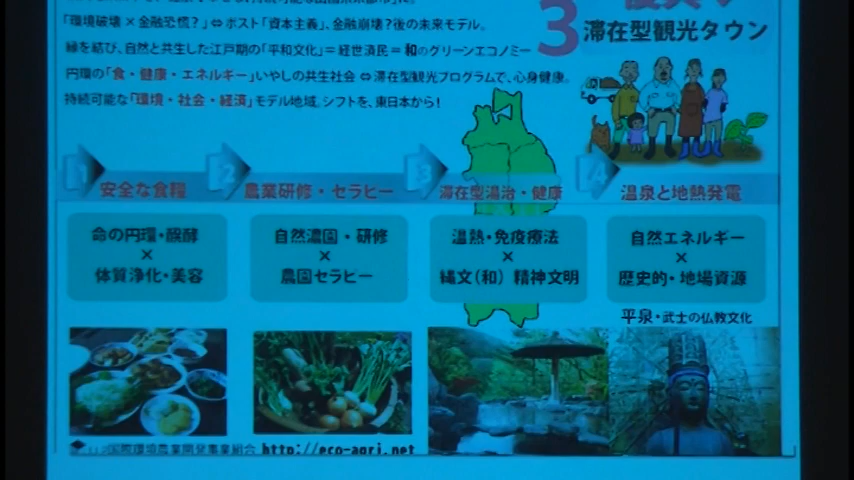 「環境破壊×金融恐慌?」⇔ポスト「資本主義」、金融崩壊?後の未来モデル。
縁を結び、自然と共生した江戸期の「平和文化」＝経世済民＝和のグリーンエコノミー
円環の「食・健康・エネルギー」いやしの共生社会⇔滞在型観光プログラムで、心身健康。
持続可能な「環境・社会・経済」モデル地域。シフトを、東日本から!
3
滞在型観光タウン
1 安全な食糧
2 農業研修・セラピー
3 滞在型湯治・健康
4 温泉と地熱発電
命の円環・醗酵
×
体質浄化・美容
自然濃園・研修
×
農園セラピー
温熱・免疫療法
×
縄文(和)精神文明
自然エネルギー
×
歴史的・地場資源
平泉・武士の仏教文化
国際環境農業開発事業組合 http://eco-agri.net